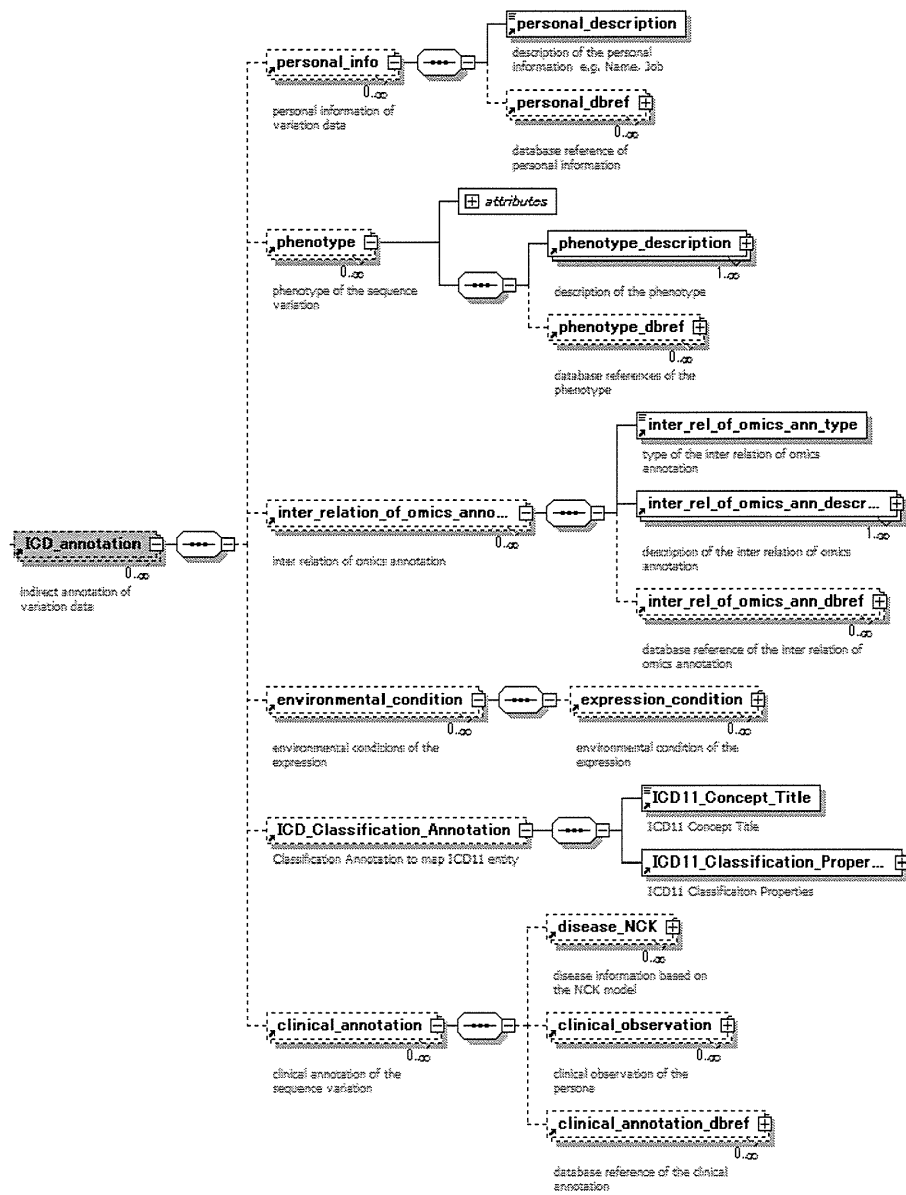 personal_description
description of the personal
information e.g. Name, Job
personal_info
0..∞
personal information of
variation data
personal_dbref
0..∞
database reference of
personal information
attributes
phenotype
0..∞
phenotype of the sequence
variation
phenotype_description
1..∞
description of the phenotype
phenotype_dbref
0..∞
database references of the
phenotype
inter_rel_of_omics_ann_type
type of the inter relation of omics
annotation
inter_relation_of_omics_anno...
0..∞
inter relation of omics annotation
inter_rel_of_omics_ann_descr...
1..∞
description of the inter relation of omics
annotation
inter_rel_of_omics_ann_dbref
0..∞
database reference of the inter relation of
omics annotation
ICD_annotation
0..∞
indirect annotation of
variation data
environmental_condition
0..∞
environmental conditions of the
expression
expression_condition
0..∞
environmental condition of the
expression
ICD_Classification_Annotation
Classification Annotation to map ICD11 entity
ICD11_Concept_Title
ICD11 Concept Title
ICD11_Classification_Proper...
ICD11 Classificaiton Properties
disease_NCK
0..∞
disease information based on
the NCK model
clinical_annotation
0..∞
clinical annotation of the
sequence variation
clinical_observation
0..∞
clinical observation of the
persona
clinical_annotation_dbref
0..∞
database reference of the clinical
annotation